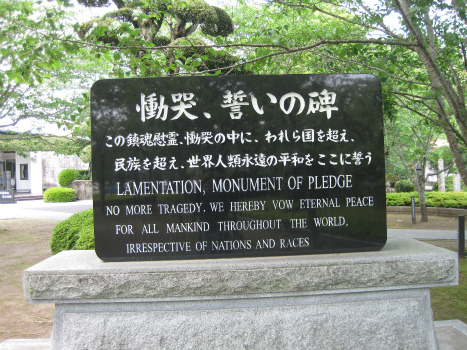 慟哭、誓いの碑
この鎮魂慰霊、慟哭の中に、われら国を超え、
民族を超え、世界人類永遠の平和をここに誓う
LAMENTATION, MONUMENT OF PLEDGE
NO MORE TRAGEDY. WE HEREBY VOW ETERNAL PEACE
FOR ALL MANKIND THROUGHOUT THE WORLD,
IRRESPECTIVE OF NATIONS AND RACES